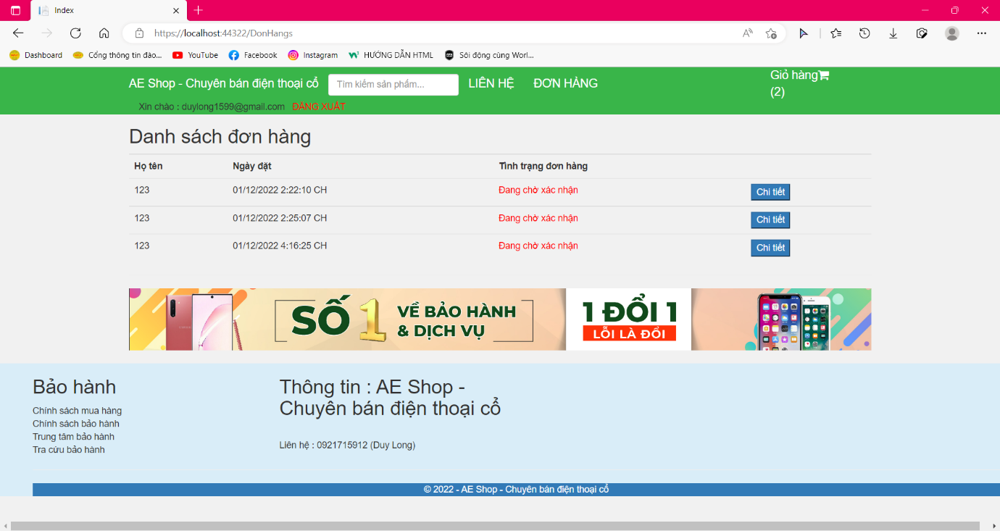 Index
https://localhost:44322/DonHangs
Dashboard
Cổng thông tin đào...
YouTube
Facebook
Instagram
HƯỚNG DẪN HTML
Sôi động cùng Worl...
AE Shop - Chuyên bán điện thoại cổ
Tìm kiếm sản phẩm...
LIÊN HỆ
ĐƠN HÀNG
Giỏ hàng
(2)
Xin chào : duylong1599@gmail.com ĐĂNG XUẤT
Danh sách đơn hàng
Họ tên Ngày đặt Tình trạng đơn hàng
123 01/12/2022 2:22:10 CH Đang chờ xác nhận Chi tiết
123 01/12/2022 2:25:07 CH Đang chờ xác nhận Chi tiết
123 01/12/2022 4:16:25 CH Đang chờ xác nhận Chi tiết
SỐ 1 VỀ BẢO HÀNH
& DỊCH VỤ
1 ĐỔI 1
LỖI LÀ ĐỔI
Bảo hành
Chính sách mua hàng
Chính sách bảo hành
Trung tâm bảo hành
Tra cứu bảo hành
Thông tin : AE Shop -
Chuyên bán điện thoại cổ
Liên hệ : 0921715912 (Duy Long)
© 2022 - AE Shop - Chuyên bán điện thoại cổ